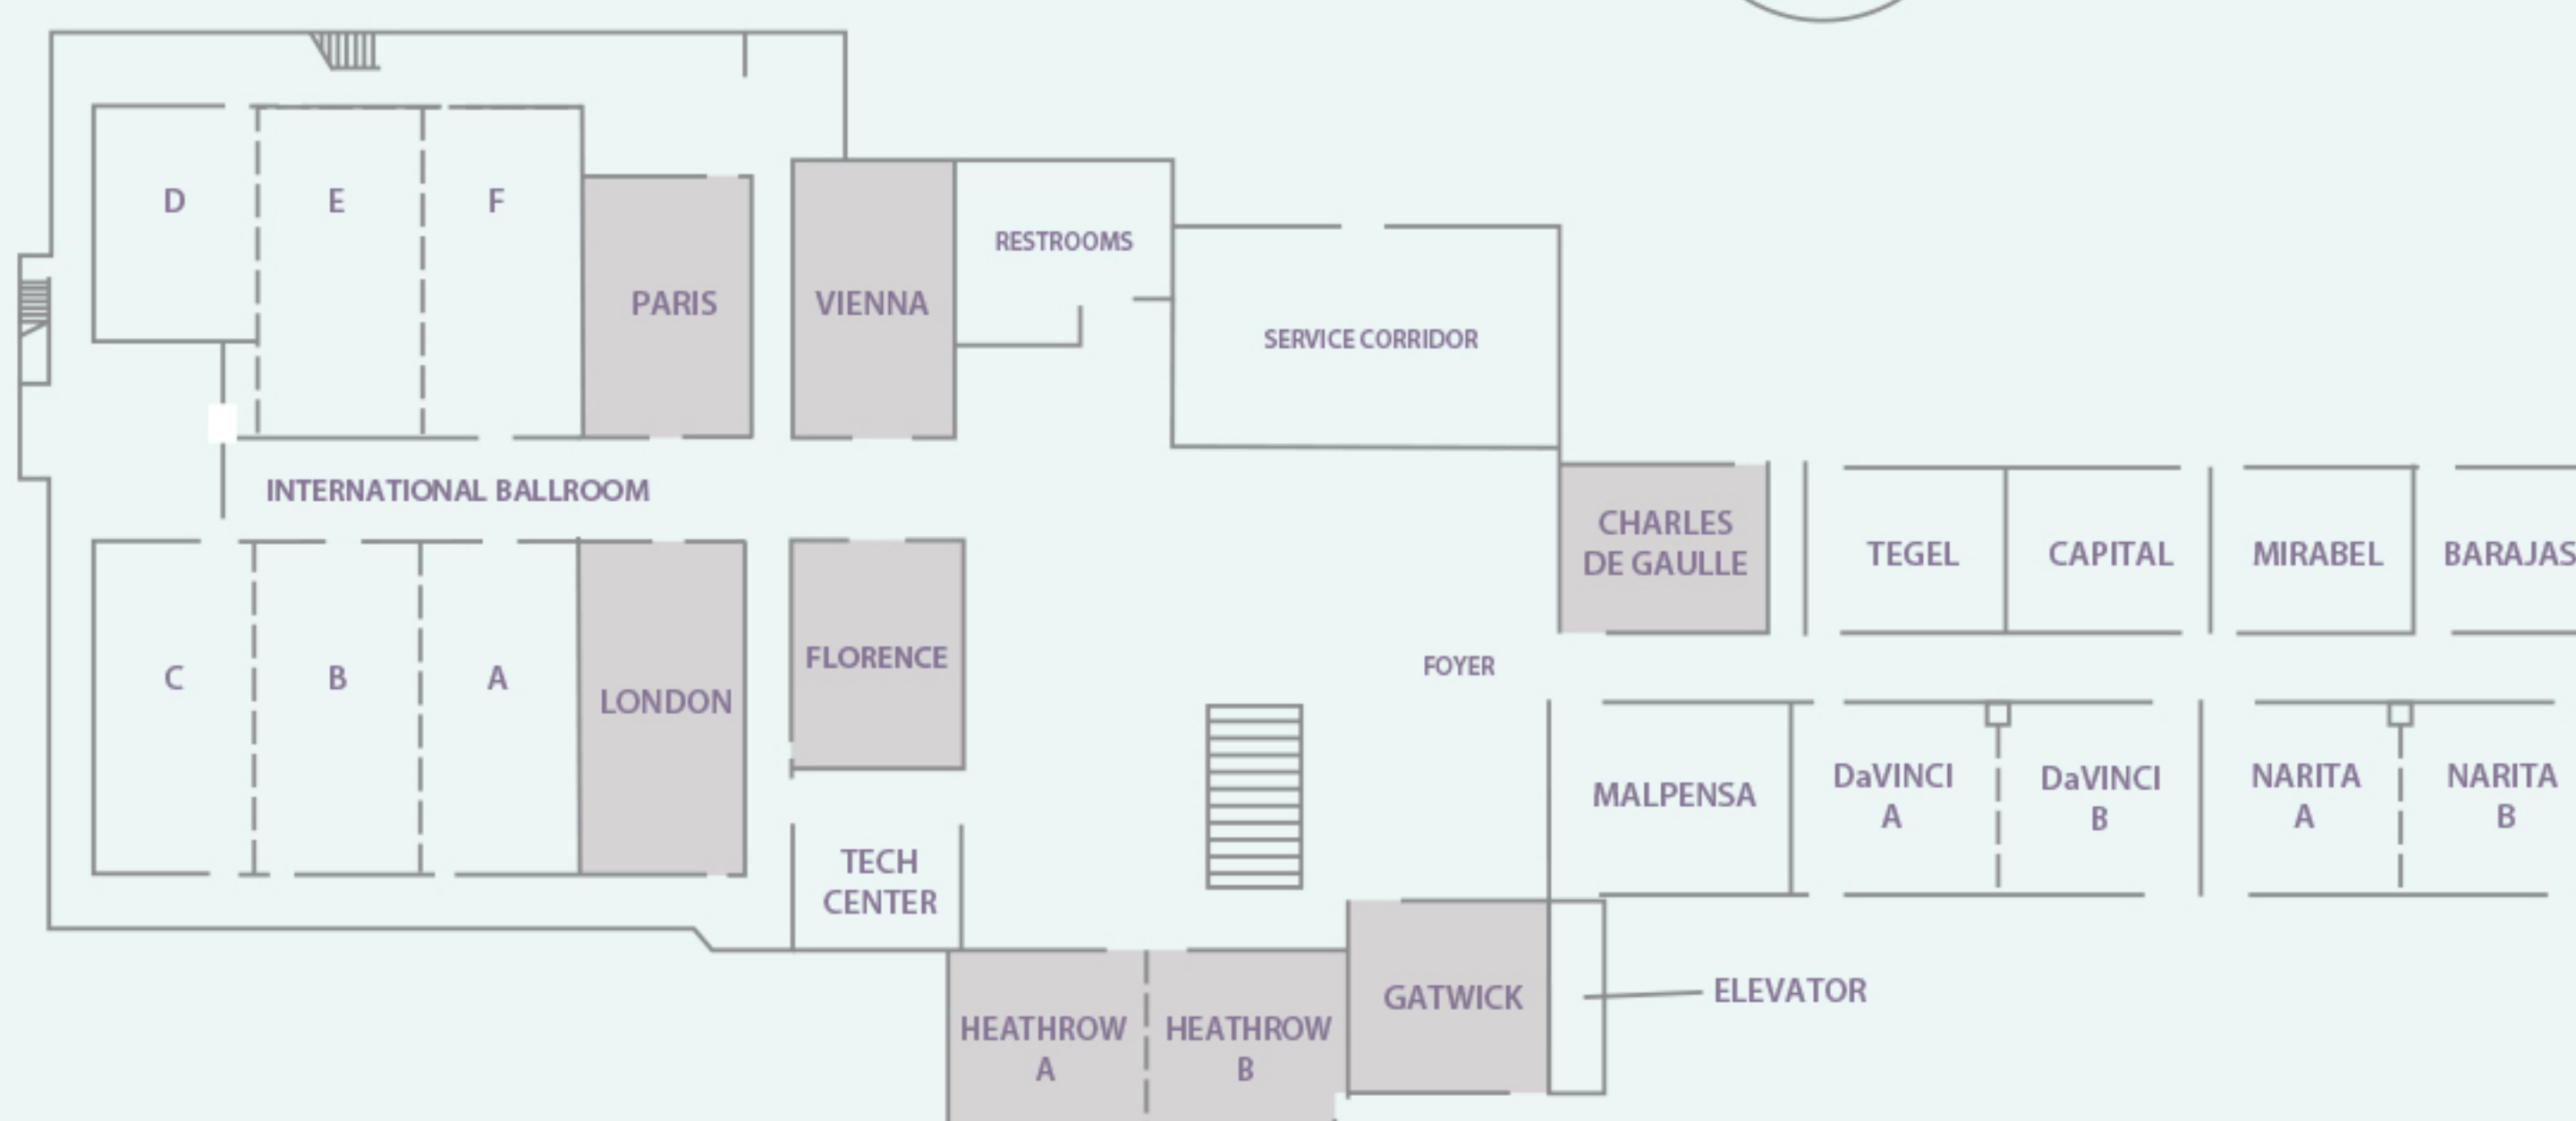 D
E
F
PARIS
VIENNA
RESTROOMS
SERVICE CORRIDOR
INTERNATIONAL BALLROOM
C
B
A
LONDON
FLORENCE
TECH
CENTER
FOYER
CHARLES
DE GAULLE
TEGEL
CAPITAL
MIRABEL
BARAJAS
MALPENSA
DaVINCI
A
DaVINCI
B
NARITA
A
NARITA
B
HEATHROW
A
HEATHROW
B
GATWICK
ELEVATOR